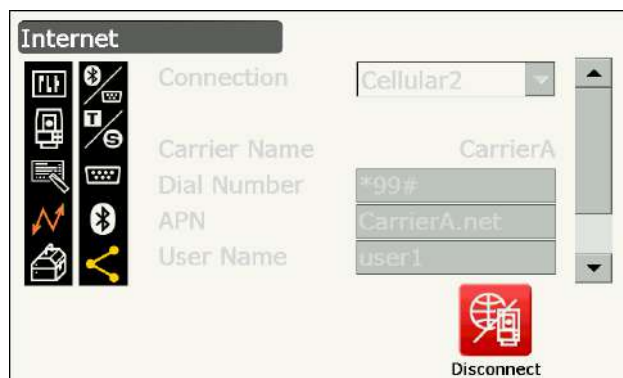 Internet
Connection Cellular2
T
S
Carrier Name CarrierA
Dial Number *99#
APN CarrierA.net
User Name user1
Disconnect